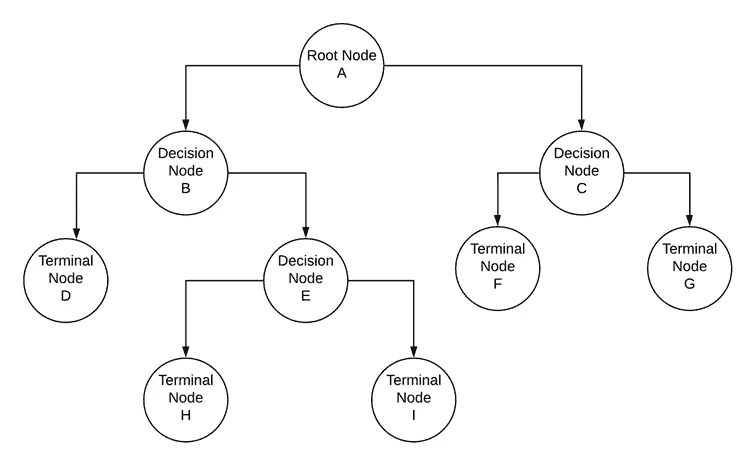 Root Node
A
Decision
Node
B
Decision
Node
C
Terminal
Node
D
Decision
Node
E
Terminal
Node
F
Terminal
Node
G
Terminal
Node
H
Terminal
Node
I